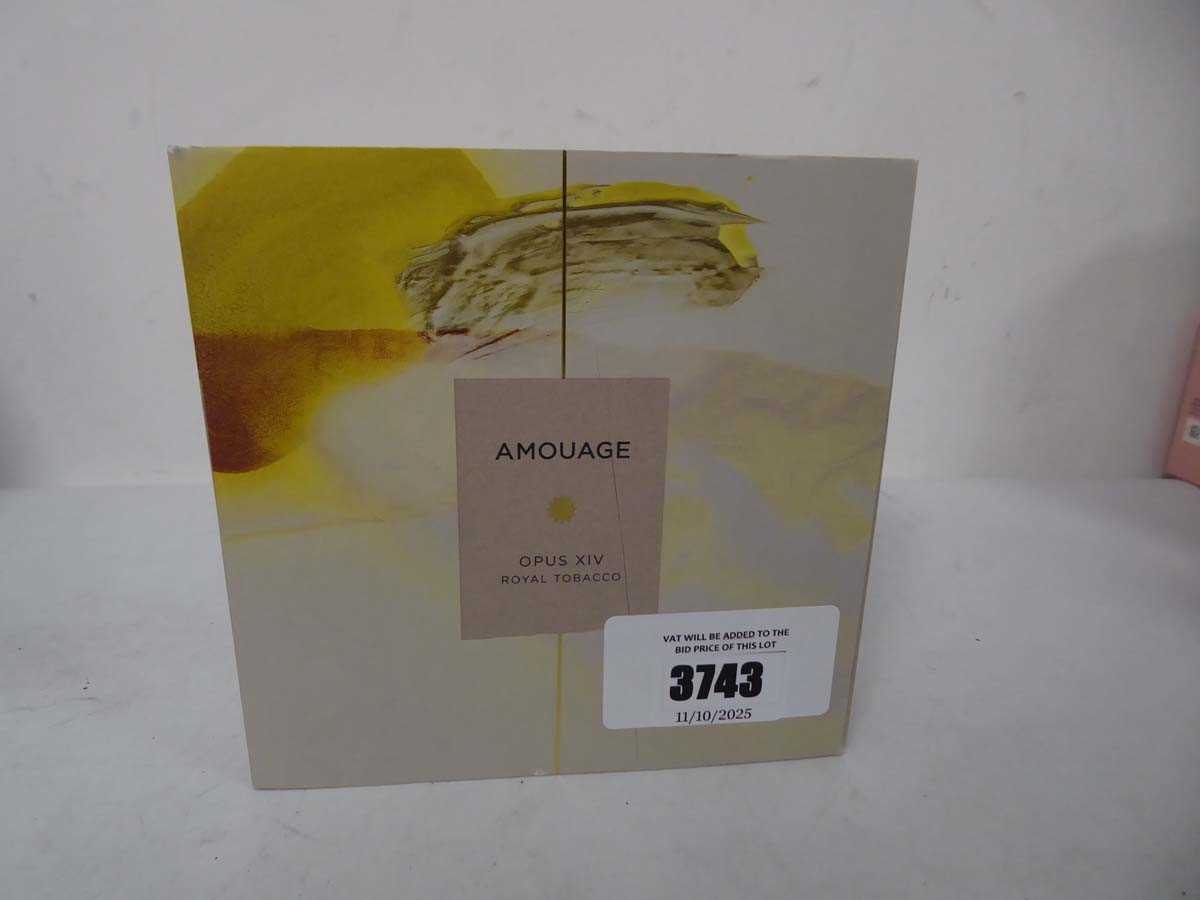 AMOUAGE
OPUS XIV
ROYAL TOBACCO
VAT WILL BE ADDED TO THE
BID PRICE OF THIS LOT
3743
11/10/2025